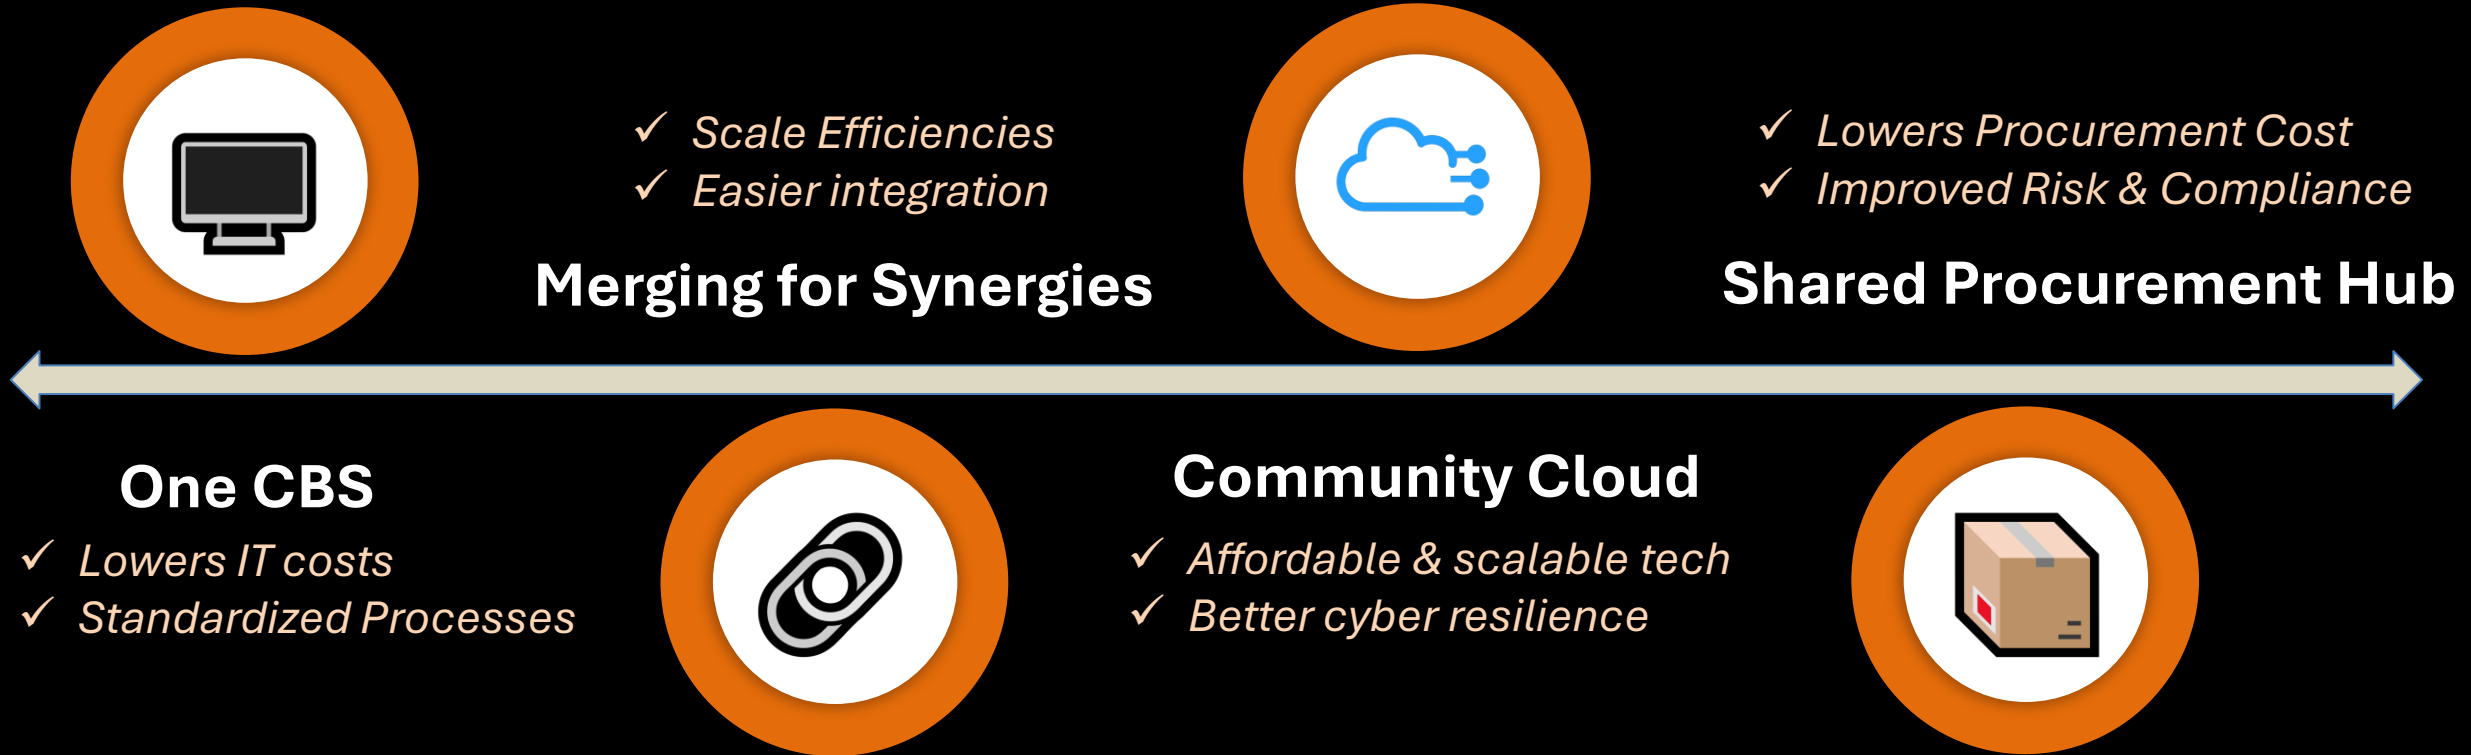 One CBS
✓ Lowers IT costs
✓ Standardized Processes
✓ Scale Efficiencies
✓ Easier integration
Merging for Synergies
Community Cloud
✓ Affordable & scalable tech
✓ Better cyber resilience
✓ Lowers Procurement Cost
✓ Improved Risk & Compliance
Shared Procurement Hub